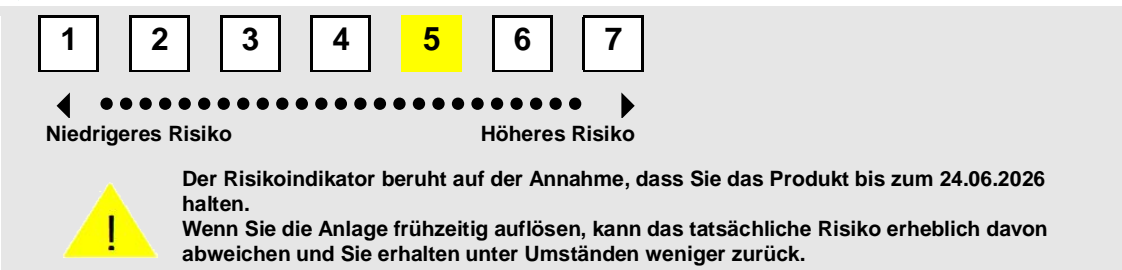 1 2 3 4 5 6 7
Niedrigeres Risiko Höheres Risiko
Der Risikoindikator beruht auf der Annahme, dass Sie das Produkt bis zum 24.06.2026
halten.
Wenn Sie die Anlage frühzeitig auflösen, kann das tatsächliche Risiko erheblich davon
abweichen und Sie erhalten unter Umständen weniger zurück.
!